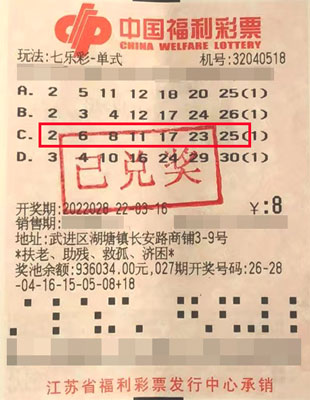 中国福利彩票
CHINA WELFARE LOTTERY
玩法:七乐彩-单式 机号:32040518
A. 2 5 11 12 18 20 25(1)
B. 2 3 4 12 17 24 26(1)
C. 2 6 8 11 17 23 25(1)
D. 3 4 10 16 24 29 30(1)
已兑奖
开奖期:2022028 22-03-16 ¥:8
销售期:
地址:武进区湖塘镇长安路商铺3-9号
*扶老、助残、救孤、济困*
奖池余额:936034.00元,027期开奖号码:26-28
-04-16-15-05-08+18
江苏省福利彩票发行中心承销